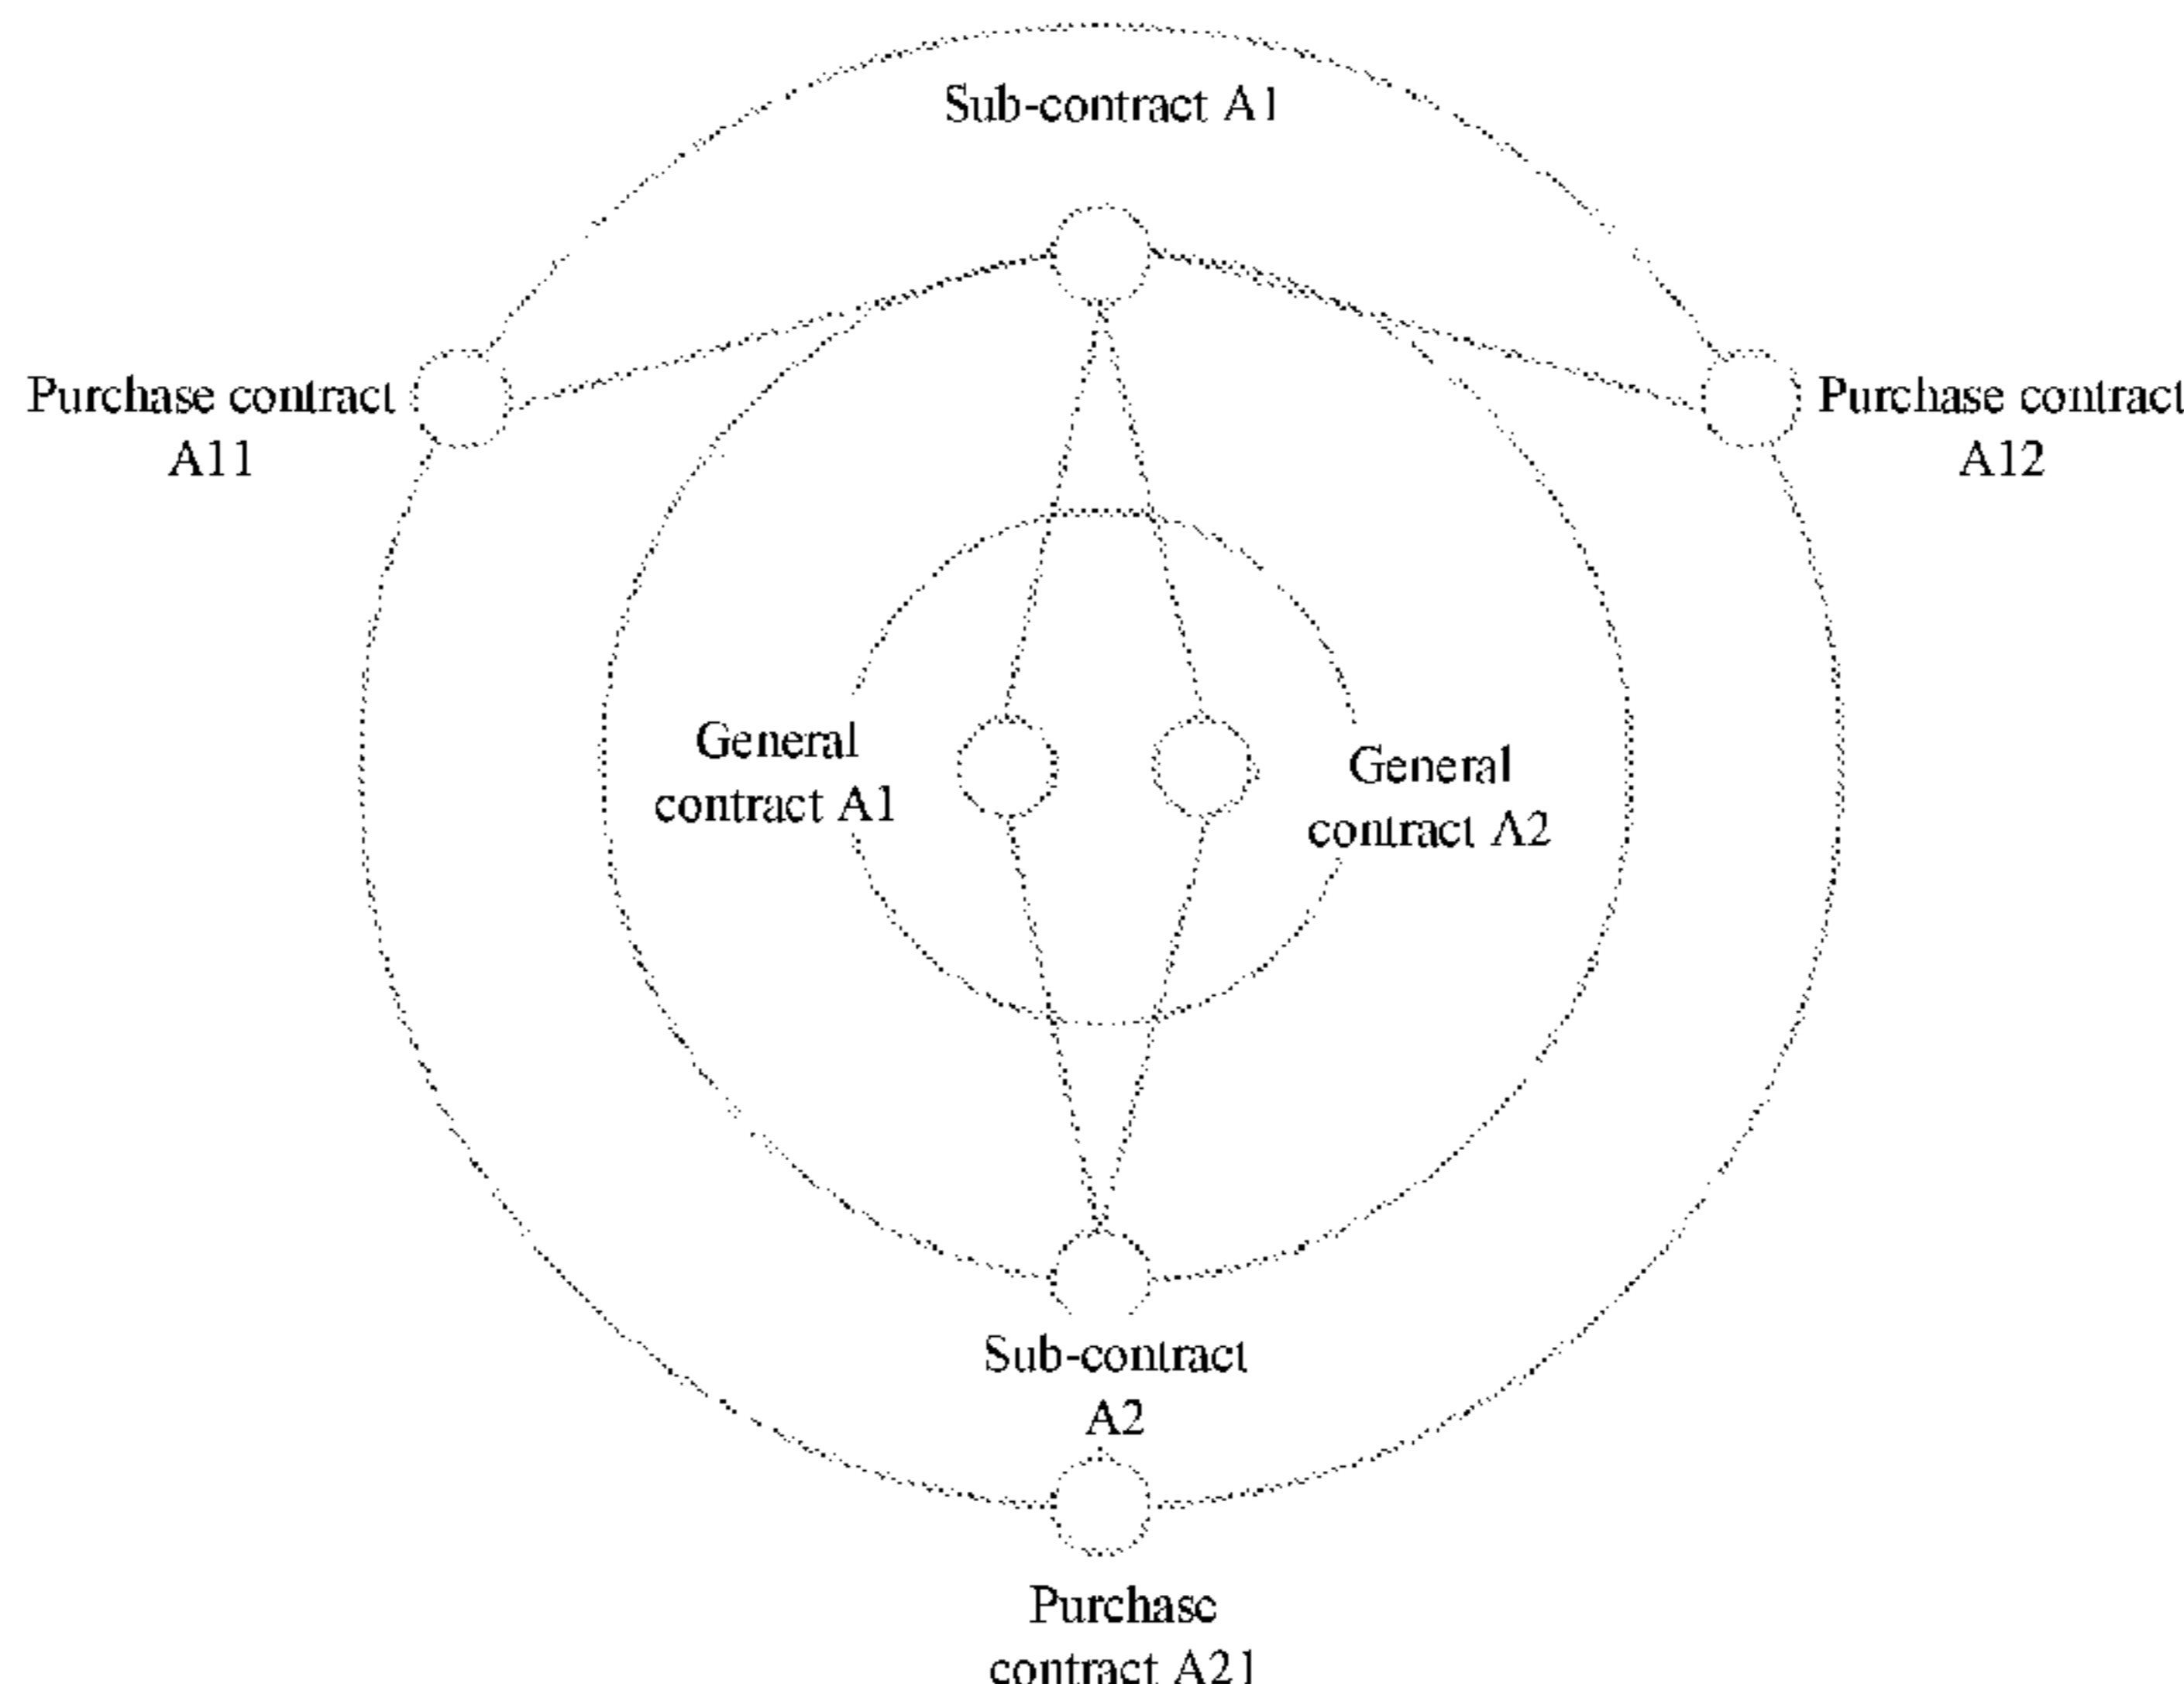 Sub-contract A1
Purchase contract
A11
Purchase contract
A12
General
contract A1
General
contract A2
Sub-contract
A2
Purchase
contract A21